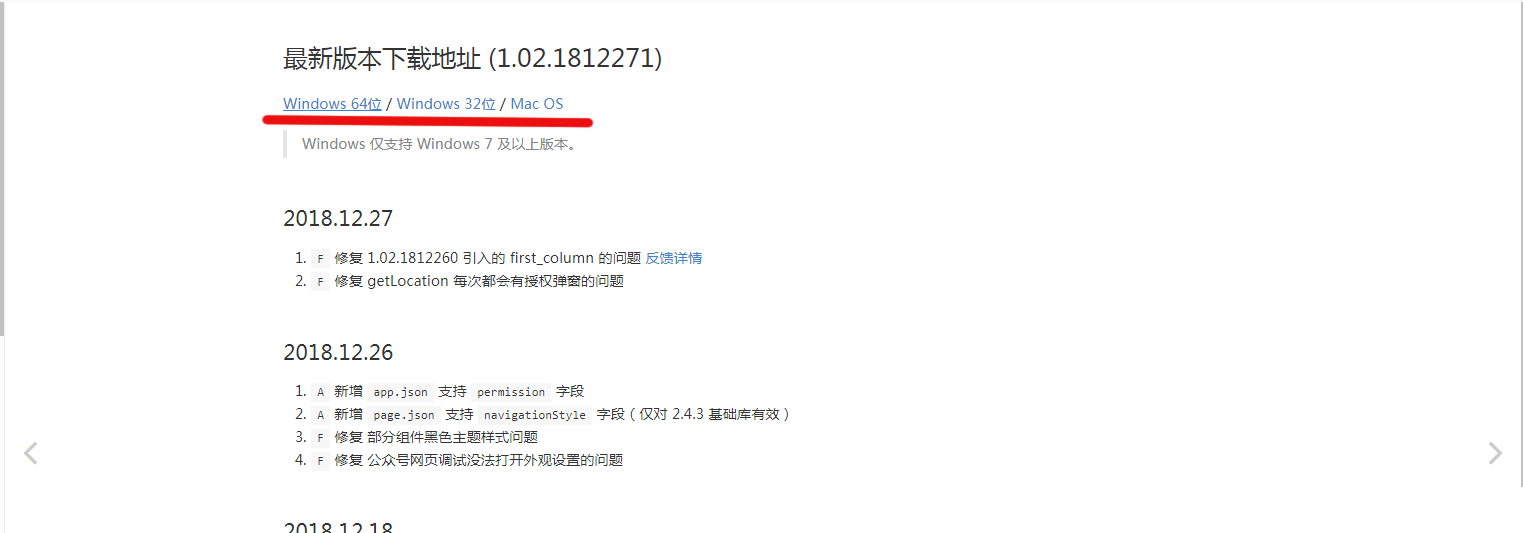 最新版本下载地址 (1.02.1812271)
Windows 64位 / Windows 32位 / Mac OS
Windows 仅支持 Windows 7 及以上版本。
2018.12.27
1. F 修复 1.02.1812260 引入的 first_column 的问题 反馈详情
2. F 修复 getLocation 每次都会有授权弹窗的问题
2018.12.26
1. A 新增 app.json 支持 permission 字段
2. A 新增 page.json 支持 navigationStyle 字段（仅对 2.4.3 基础库有效）
3. F 修复 部分组件黑色主题样式问题
4. F 修复 公众号网页调试没法打开外观设置的问题
2018.12.18